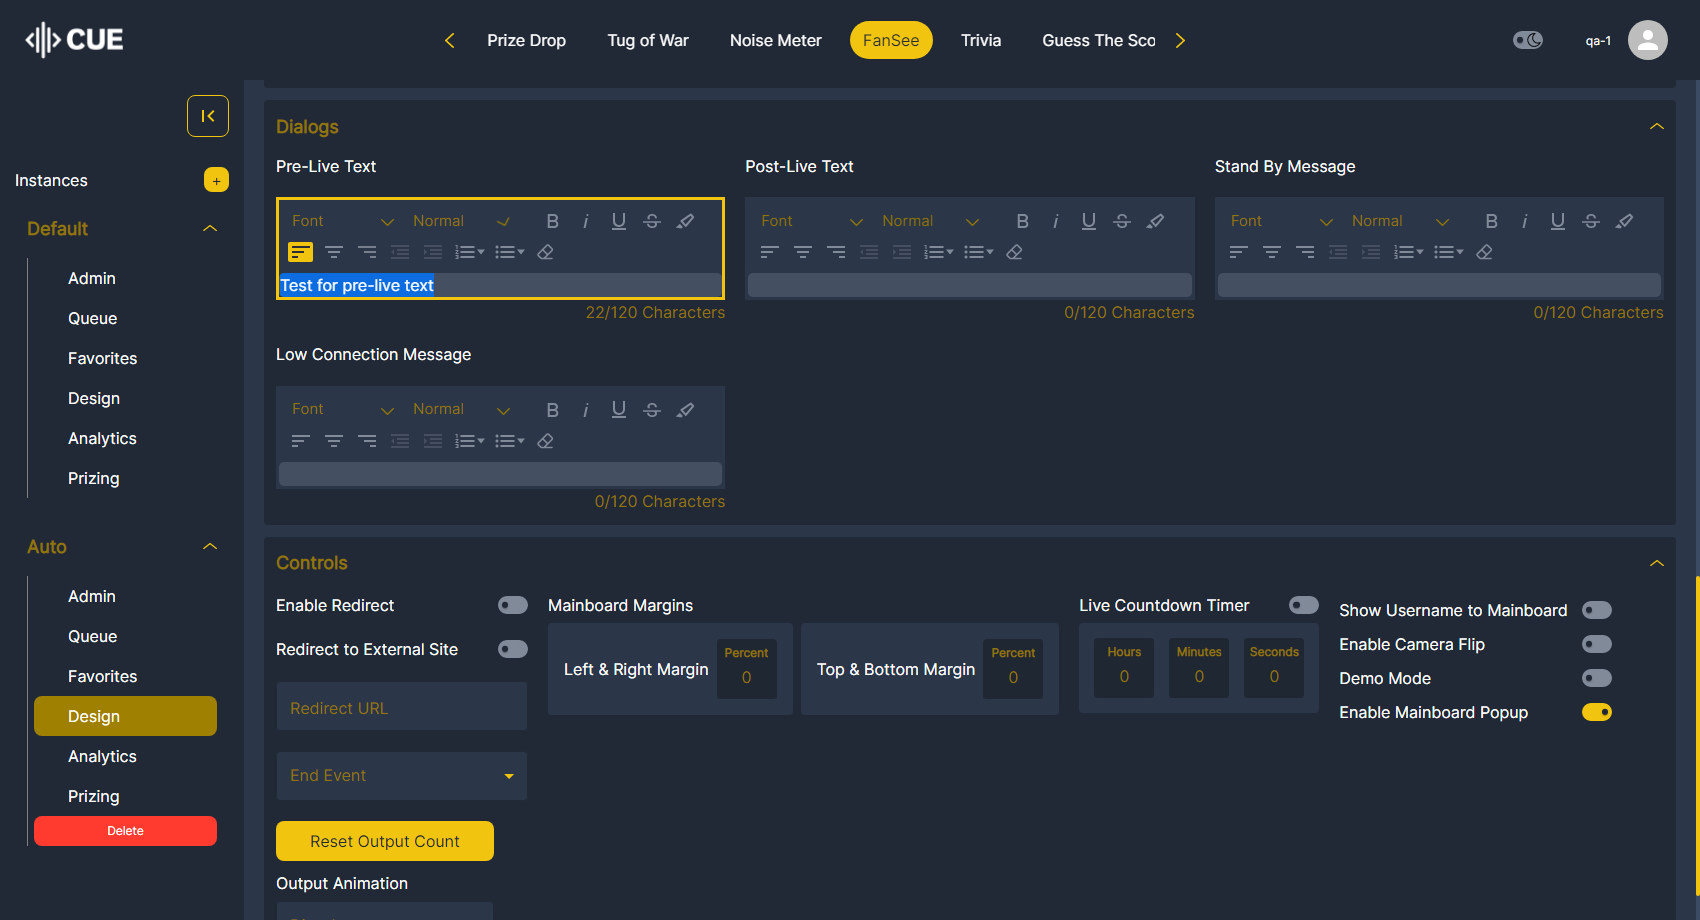 CUE
Prize Drop
Tug of War
Noise Meter
FanSee
Trivia
Guess The Sco
qa-1
Instances
+
Default
Admin
Queue
Favorites
Design
Analytics
Prizing
Auto
Admin
Queue
Favorites
Design
Analytics
Prizing
Delete
Dialogs
Pre-Live Text
Font Normal B i U S
Test for pre-live text
22/120 Characters
Post-Live Text
Font Normal B i U S
0/120 Characters
Stand By Message
Font Normal B i U S
0/120 Characters
Low Connection Message
Font Normal B i U S
0/120 Characters
Controls
Enable Redirect
Redirect to External Site
Redirect URL
End Event
Reset Output Count
Output Animation
Mainboard Margins
Left & Right Margin
Percent
0
Top & Bottom Margin
Percent
0
Live Countdown Timer
Hours
0
Minutes
0
Seconds
0
Show Username to Mainboard
Enable Camera Flip
Demo Mode
Enable Mainboard Popup